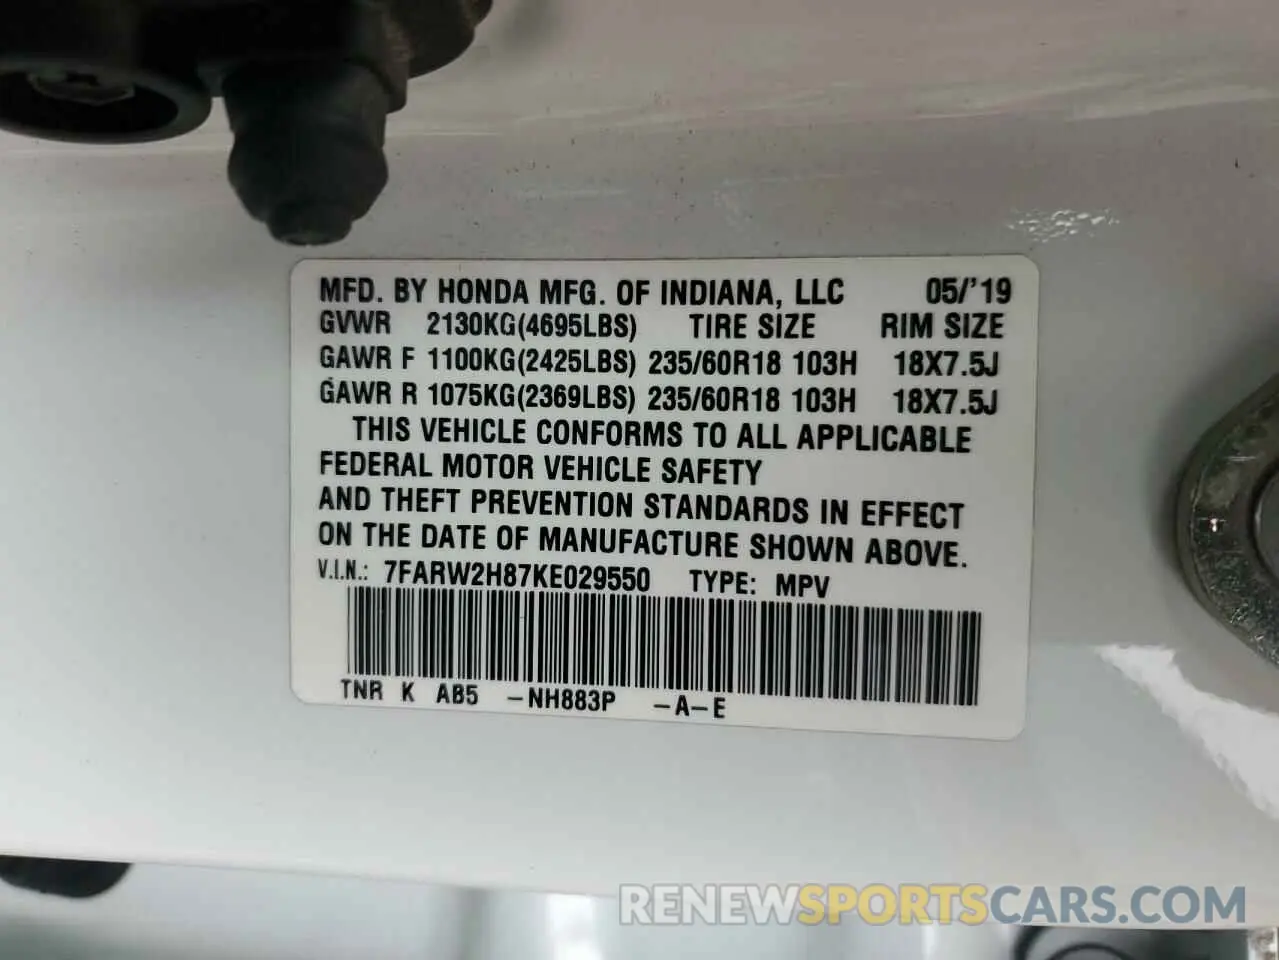 MFD. BY HONDA MFG. OF INDIANA, LLC 05/'19
GVWR 2130KG(4695LBS) TIRE SIZE RIM SIZE
GAWR F 1100KG(2425LBS) 235/60R18 103H 18X7.5J
GAWR R 1075KG(2369LBS) 235/60R18 103H 18X7.5J
THIS VEHICLE CONFORMS TO ALL APPLICABLE
FEDERAL MOTOR VEHICLE SAFETY
AND THEFT PREVENTION STANDARDS IN EFFECT
ON THE DATE OF MANUFACTURE SHOWN ABOVE.
V.I.N.: 7FARW2H87KE029550 TYPE: MPV
TNR K AB5 -NH883P -A-E
RENEWSPORTSCARS.COM